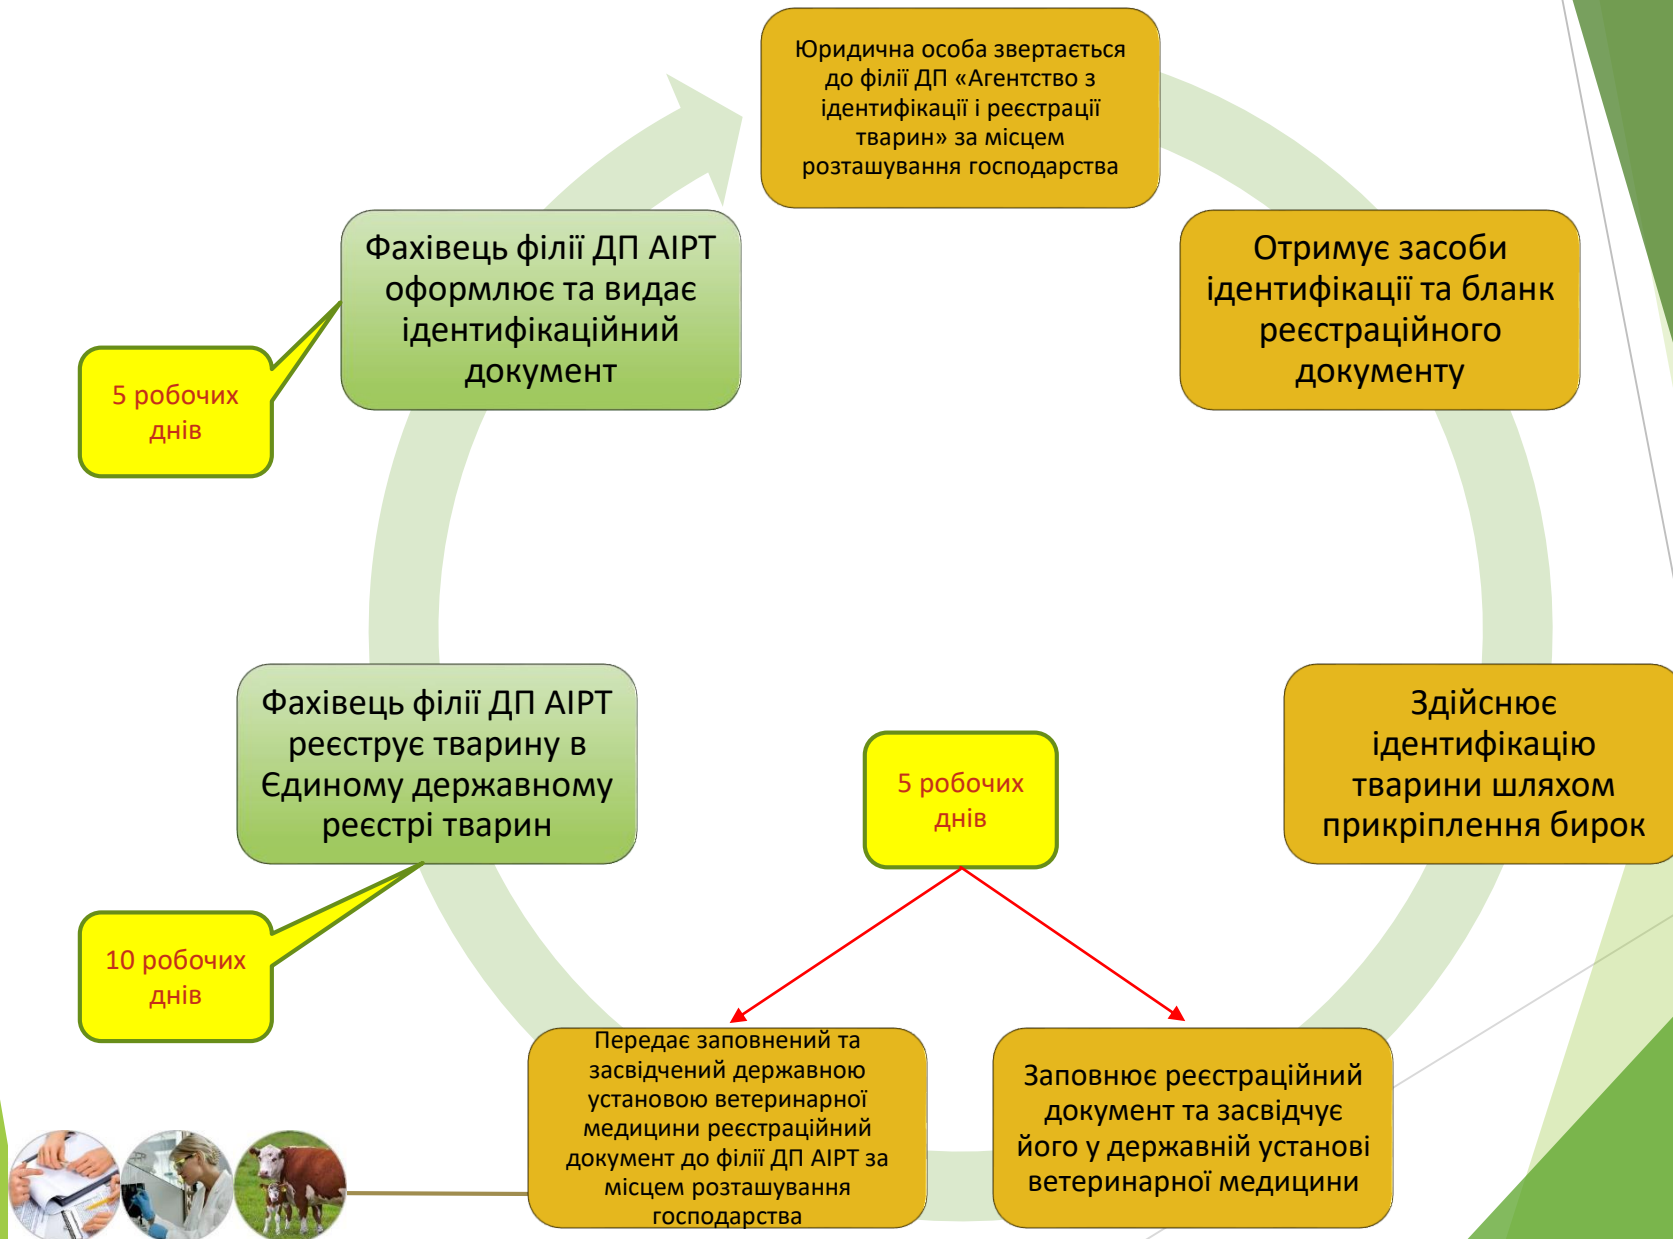 Юридична особа звертається
до філії ДП «Агентство з
ідентифікації і реєстрації
тварин» за місцем
розташування господарства
Отримує засоби
ідентифікації та бланк
реєстраційного
документу
Здійснює
ідентифікацію
тварини шляхом
прикріплення бирок
5 робочих
днів
Заповнює реєстраційний
документ та засвідчує
його у державній установі
ветеринарної медицини
Передає заповнений та
засвідчений державною
установою ветеринарної
медицини реєстраційний
документ до філії ДП АІРТ за
місцем розташування
господарства
Фахівець філії ДП АІРТ
реєструє тварину в
Єдиному державному
реєстрі тварин
10 робочих
днів
Фахівець філії ДП АІРТ
оформлює та видає
ідентифікаційний
документ
5 робочих
днів